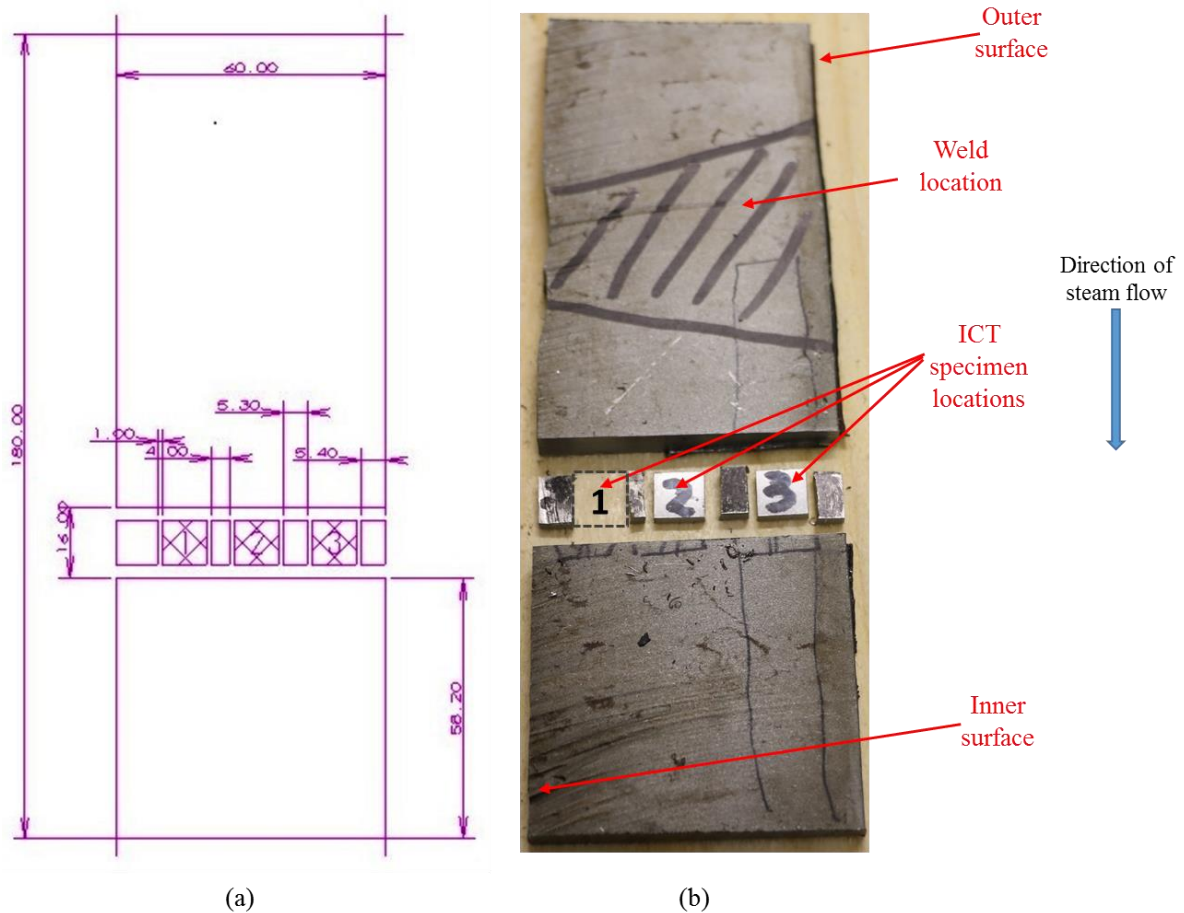 60.00
180.00
5.30
1.00
4.00
5.40
16.00
1
2
3
58.20
(a)
Outer
surface
Weld
location
Direction of
steam flow
ICT
specimen
locations
1
2
3
Inner
surface
(b)